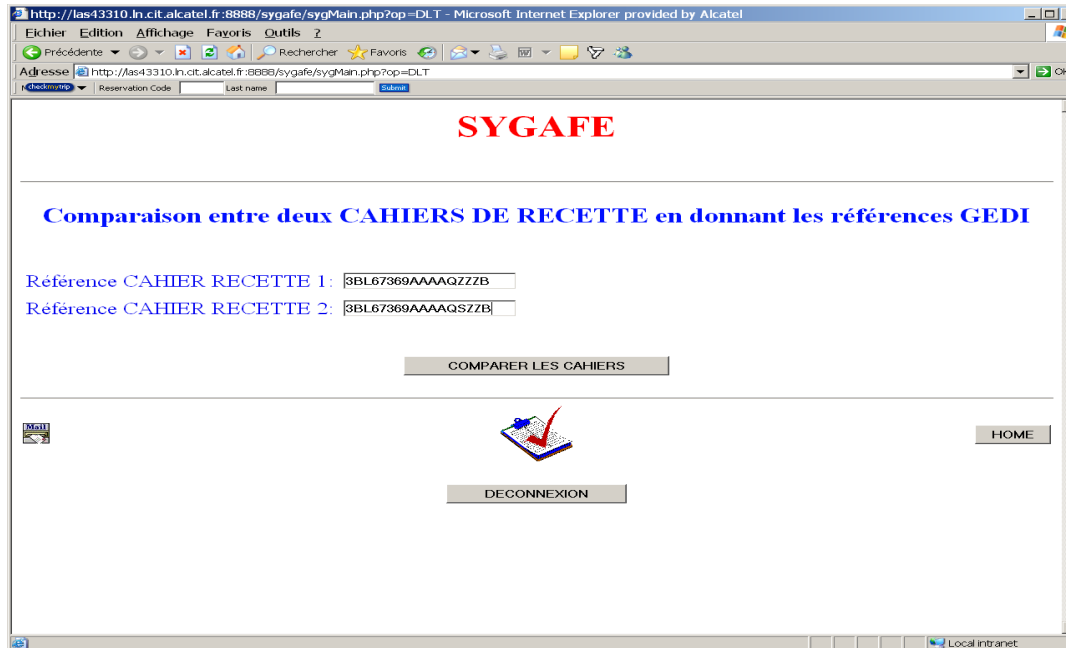 http://las43310.ln.cit.alcatel.fr:8888/sygafe/sygMain.php?op=DLT - Microsoft Internet Explorer provided by Alcatel
Fichier Edition Affichage Favoris Outils ?
Précédente Rechercher Favoris
Adresse http://las43310.ln.cit.alcatel.fr:8888/sygafe/sygMain.php?op=DLT OK
checkmytrip Reservation Code Last name Submit
SYGAFE
Comparaison entre deux CAHIERS DE RECETTE en donnant les références GEDI
Référence CAHIER RECETTE 1: 3BL67369AAAAQZZZB
Référence CAHIER RECETTE 2: 3BL67369AAAAQSZZB
COMPARER LES CAHIERS
Mail
HOME
DECONNEXION
Local intranet